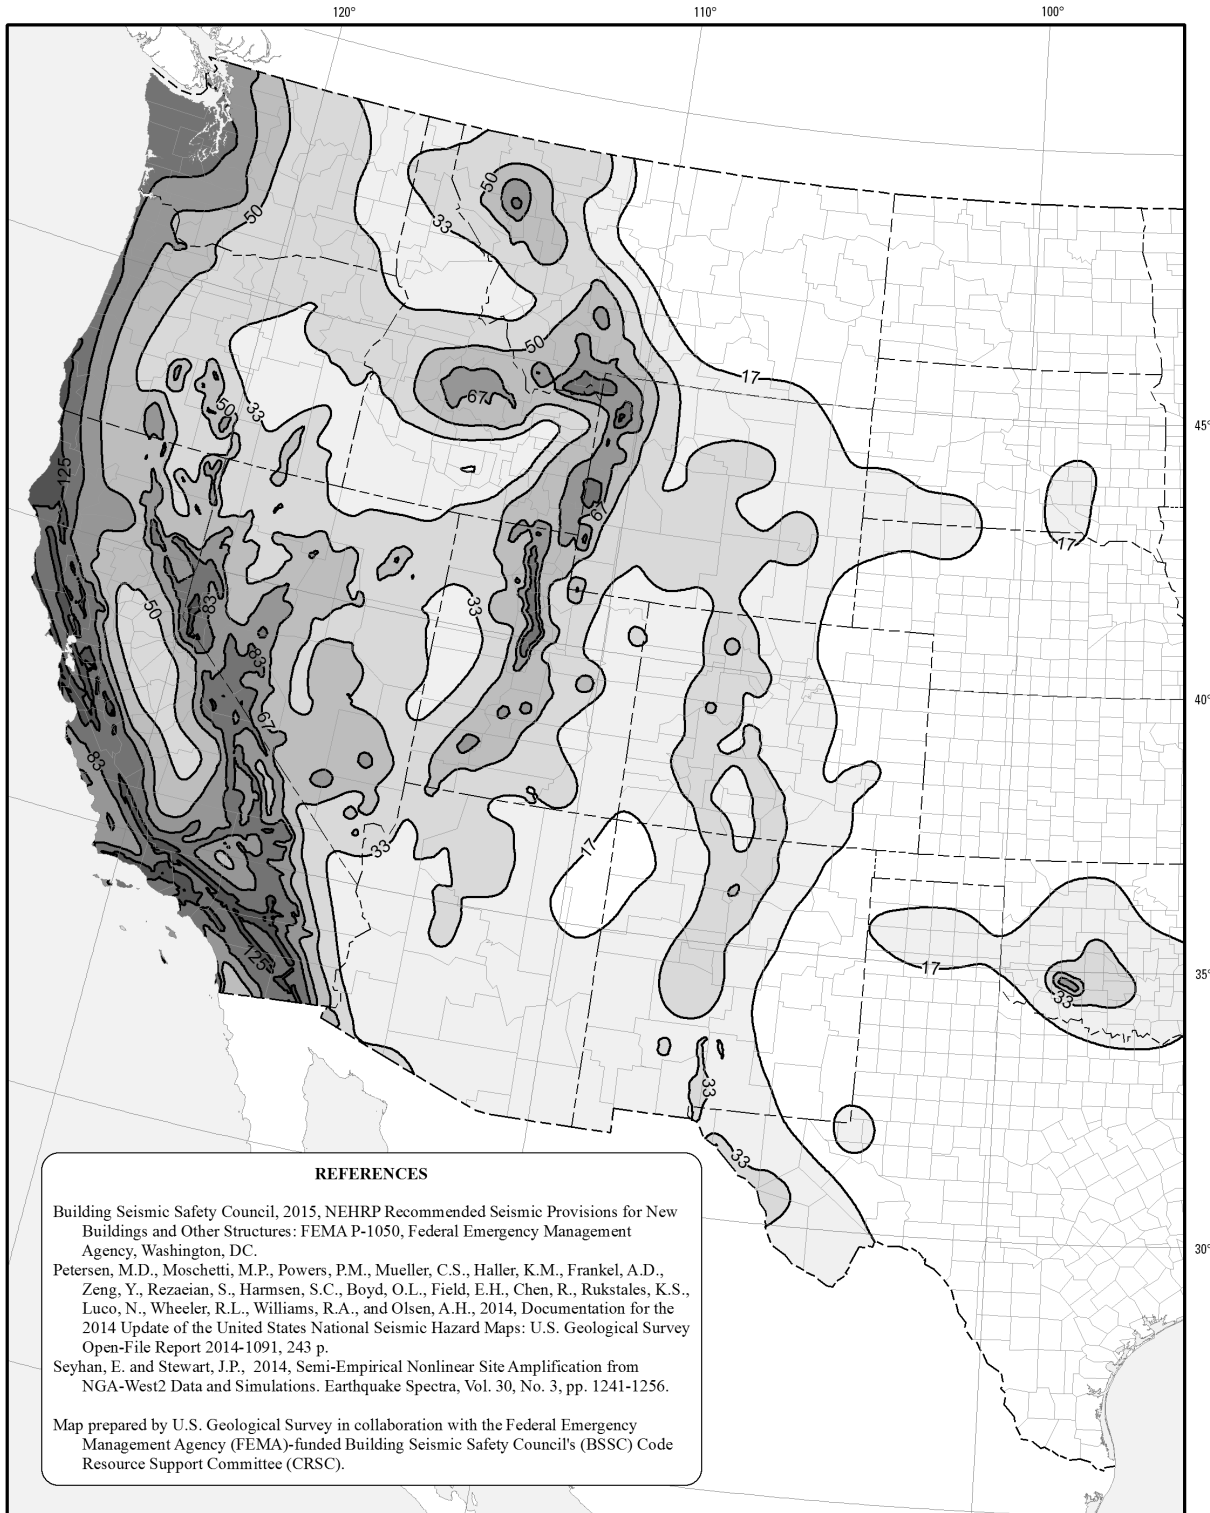 120°
110°
100°
50
50
33
50
17
67
50
33
45°
125
67
17
50
33
83
83
67
40°
83
33
17
17
33
35°
125
33
33
30°
REFERENCES
Building Seismic Safety Council, 2015, NEHRP Recommended Seismic Provisions for New
Buildings and Other Structures: FEMA P-1050, Federal Emergency Management
Agency, Washington, DC.
Petersen, M.D., Moschetti, M.P., Powers, P.M., Mueller, C.S., Haller, K.M., Frankel, A.D.,
Zeng, Y., Rezaeian, S., Harmsen, S.C., Boyd, O.L., Field, E.H., Chen, R., Rukstales, K.S.,
Luco, N., Wheeler, R.L., Williams, R.A., and Olsen, A.H., 2014, Documentation for the
2014 Update of the United States National Seismic Hazard Maps: U.S. Geological Survey
Open-File Report 2014-1091, 243 p.
Seyhan, E. and Stewart, J.P., 2014, Semi-Empirical Nonlinear Site Amplification from
NGA-West2 Data and Simulations. Earthquake Spectra, Vol. 30, No. 3, pp. 1241-1256.
Map prepared by U.S. Geological Survey in collaboration with the Federal Emergency
Management Agency (FEMA)-funded Building Seismic Safety Council's (BSSC) Code
Resource Support Committee (CRSC).